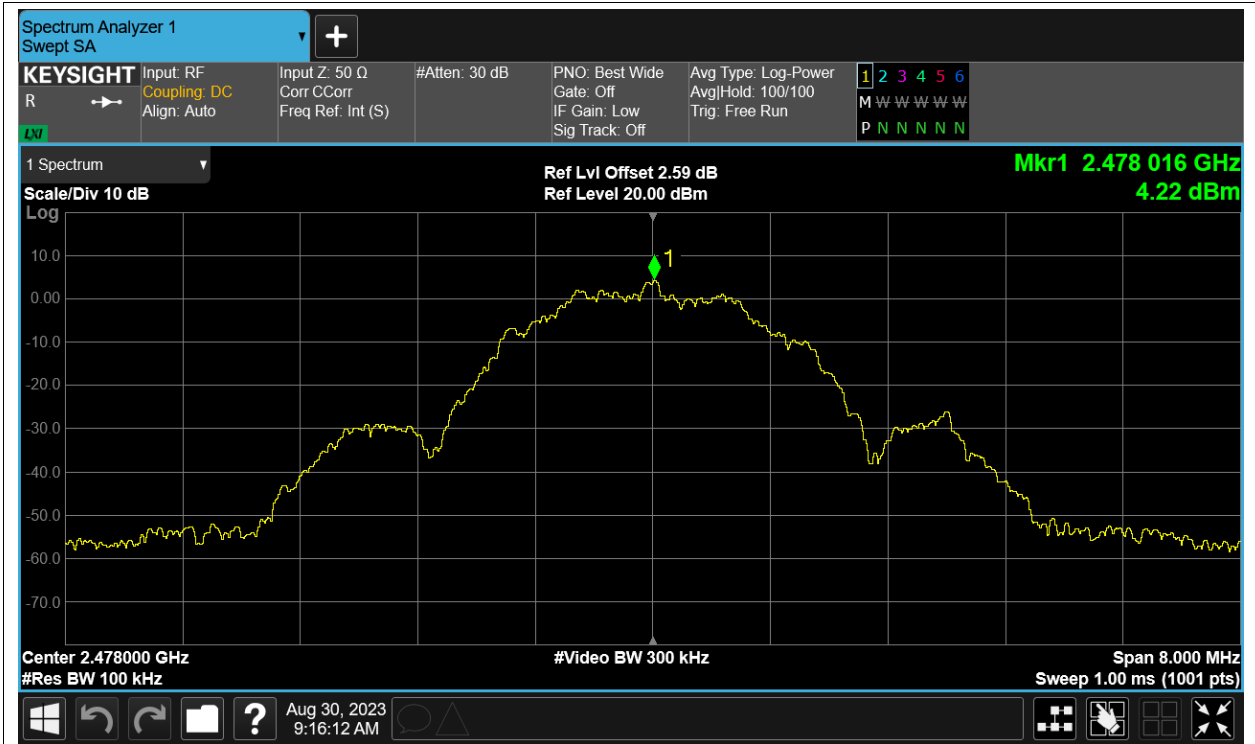 Spectrum Analyzer 1
Swept SA
KEYSIGHT
R
LXI
Input: RF
Coupling: DC
Align: Auto
Input Z: 50 Ω
Corr CCorr
Freq Ref: Int (S)
#Atten: 30 dB
PNO: Best Wide
Gate: Off
IF Gain: Low
Sig Track: Off
Avg Type: Log-Power
Avg|Hold: 100/100
Trig: Free Run
1 2 3 4 5 6
M W W W W W
P N N N N N
1 Spectrum
Scale/Div 10 dB
Log
Ref Lvl Offset 2.59 dB
Ref Level 20.00 dBm
Mkr1 2.478 016 GHz
4.22 dBm
1
10.0
0.00
-10.0
-20.0
-30.0
-40.0
-50.0
-60.0
-70.0
Center 2.478000 GHz
#Video BW 300 kHz
Span 8.000 MHz
#Res BW 100 kHz
Sweep 1.00 ms (1001 pts)
?
Aug 30, 2023
9:16:12 AM